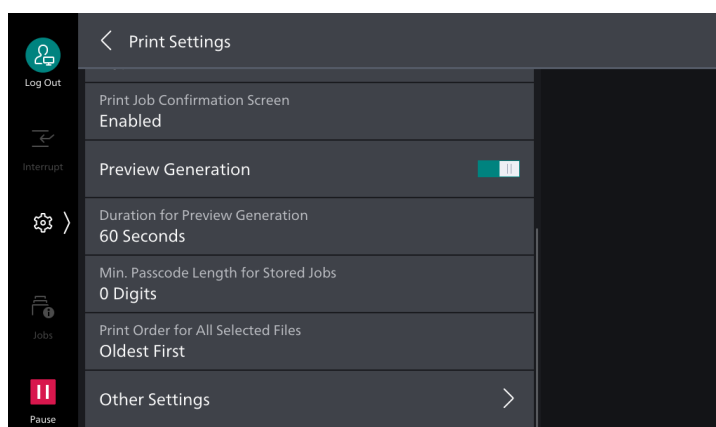 Print Settings
Log Out
Print Job Confirmation Screen
Enabled
Interrupt
Preview Generation
Duration for Preview Generation
60 Seconds
Min. Passcode Length for Stored Jobs
0 Digits
Jobs
Print Order for All Selected Files
Oldest First
Other Settings
Pause